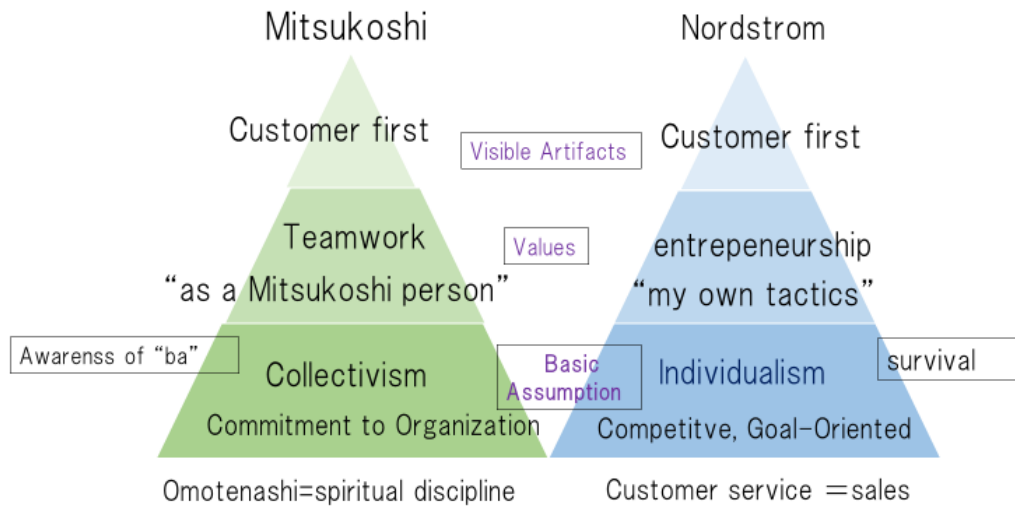 Mitsukoshi
Nordstrom
Customer first
Visible Artifacts
Customer first
Teamwork
Values
entrepeneurship
“as a Mitsukoshi person”
“my own tactics”
Awarenss of “ba”
Collectivism
Basic
Assumption
Individualism
survival
Commitment to Organization
Competitve, Goal-Oriented
Omotenashi=spiritual discipline
Customer service ＝sales